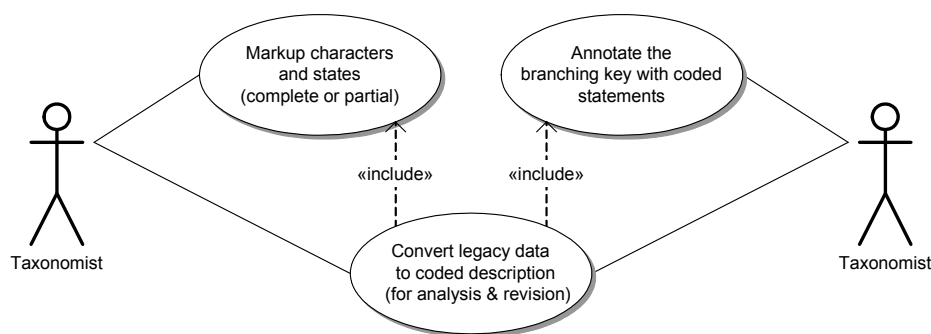 Markup characters
and states
(complete or partial)
Annotate the
branching key with coded
statements
«include»
«include»
Taxonomist
Convert legacy data
to coded description
(for analysis & revision)
Taxonomist